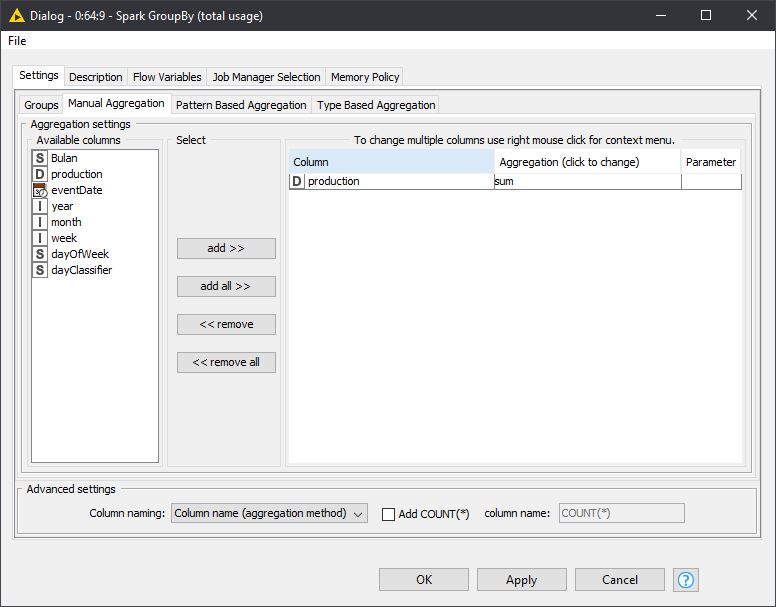 Dialog - 0:64:9 - Spark GroupBy (total usage)
File
Settings Description Flow Variables Job Manager Selection Memory Policy
Groups Manual Aggregation Pattern Based Aggregation Type Based Aggregation
Aggregation settings
Available columns
S Bulan
D production
eventDate
I year
I month
I week
S dayOfWeek
S dayClassifier
Select
add >>
add all >>
<< remove
<< remove all
To change multiple columns use right mouse click for context menu.
Column Aggregation (click to change) Parameter
D production sum
Advanced settings
Column naming: Column name (aggregation method) Add COUNT(*) column name: COUNT(*)
OK Apply Cancel ?